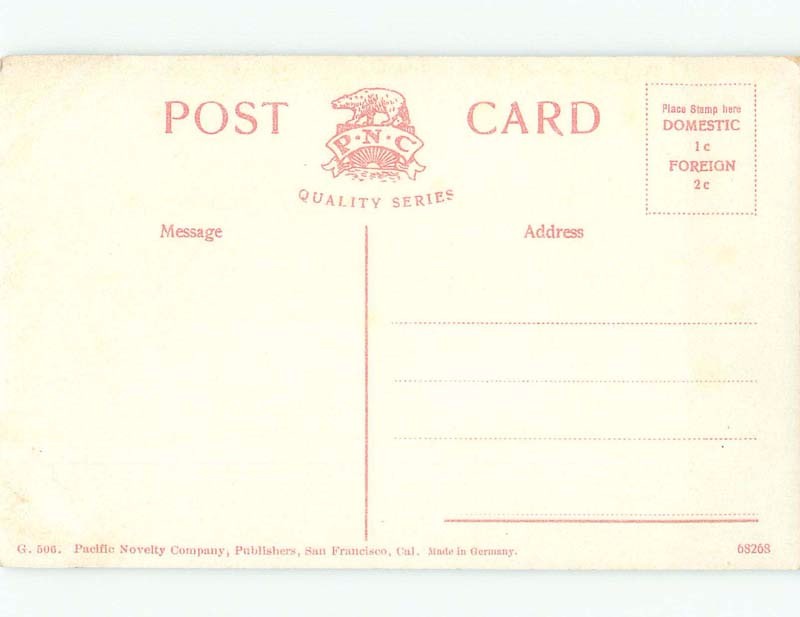 POST CARD
P·N·C
QUALITY SERIES
Place Stamp here
DOMESTIC
1c
FOREIGN
2c
Message
Address
G. 506. Pacific Novelty Company, Publishers, San Francisco, Cal. Made in Germany.
68268